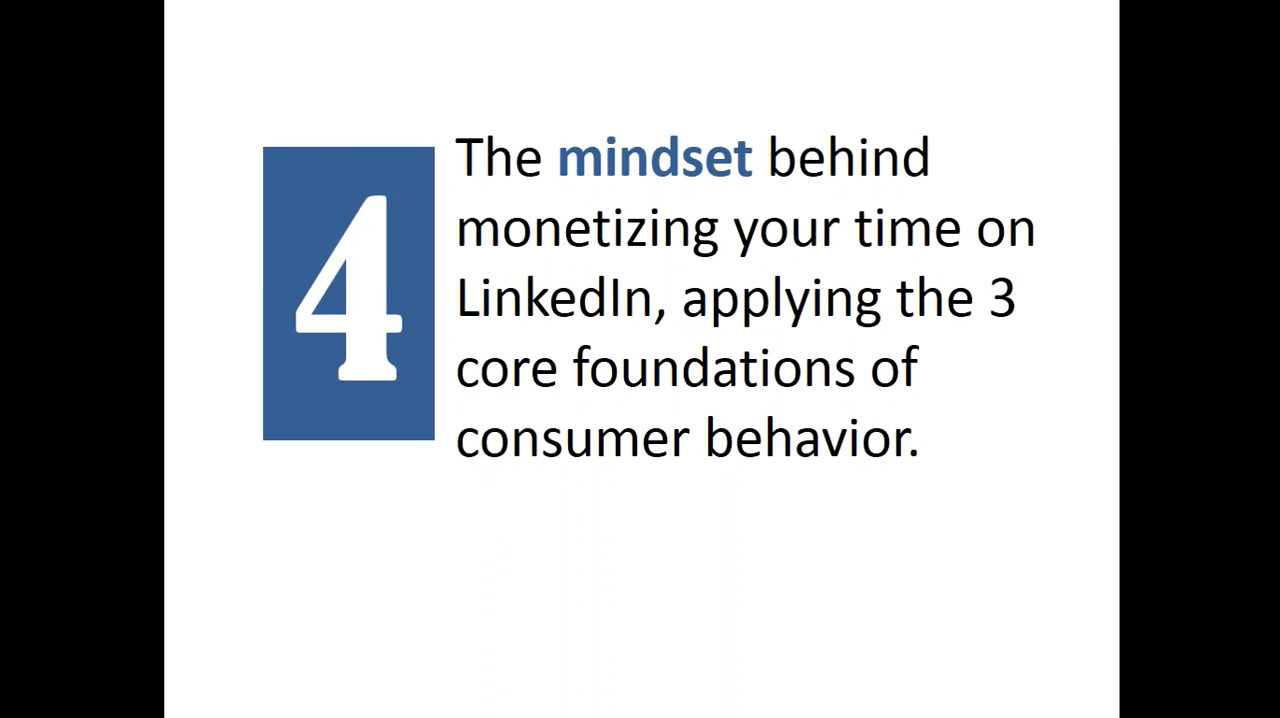 4
The mindset behind
monetizing your time on
LinkedIn, applying the 3
core foundations of
consumer behavior.